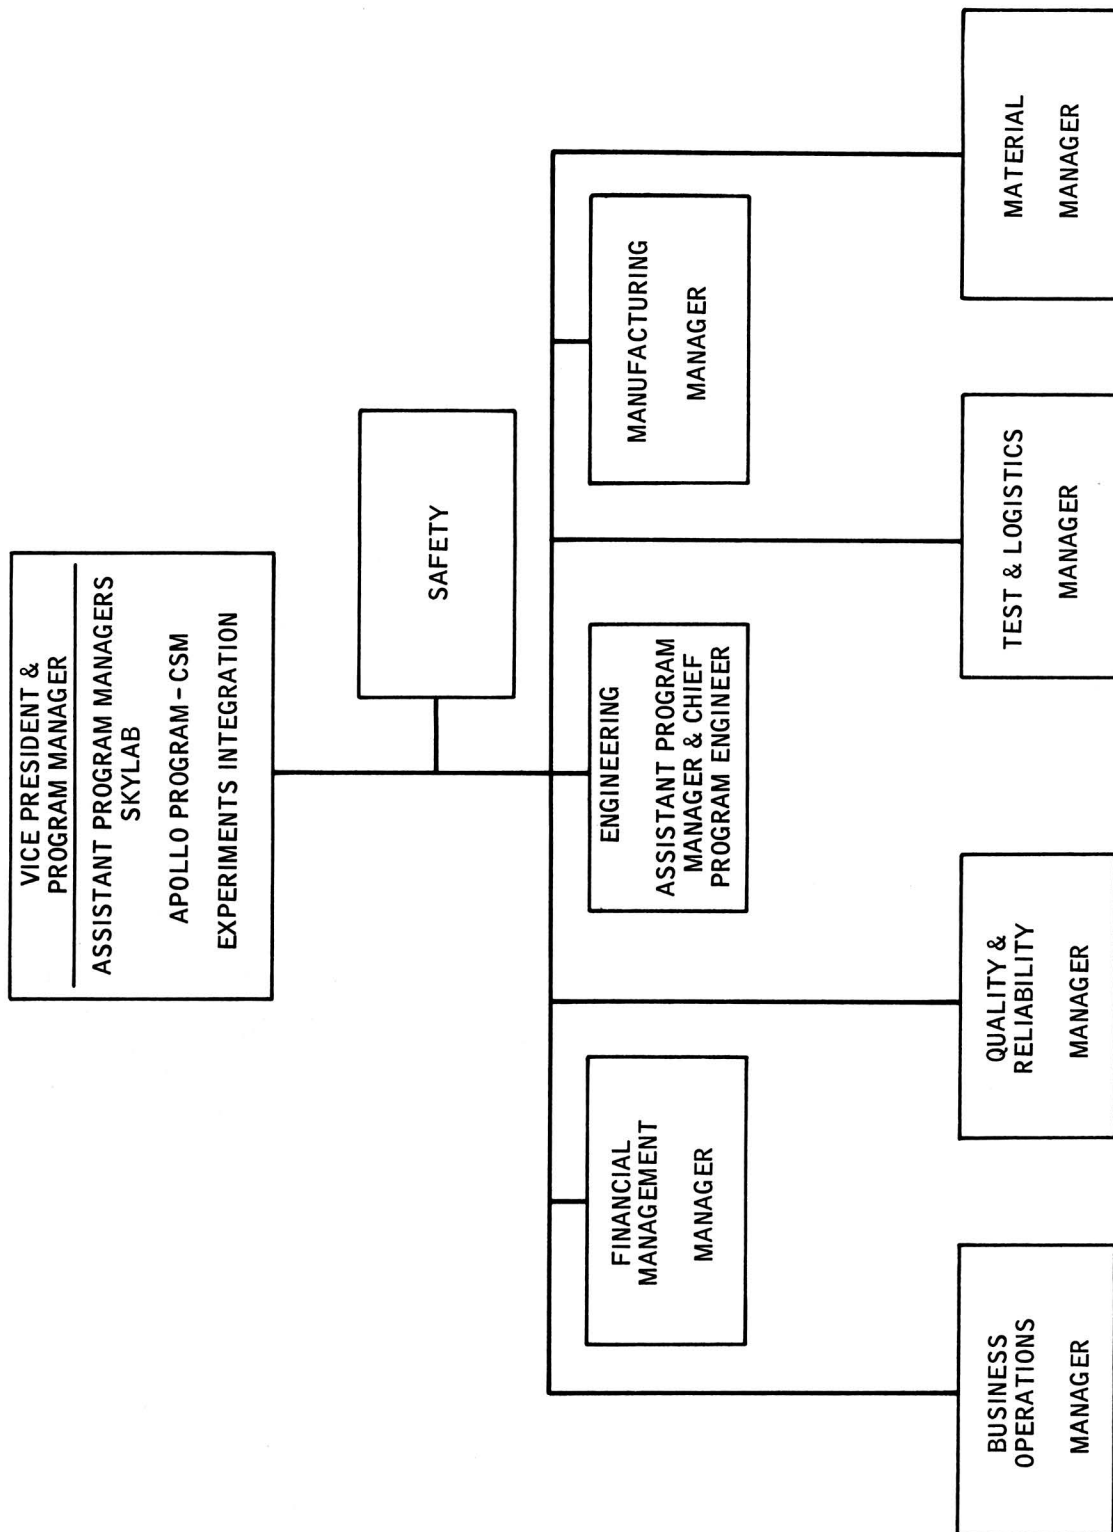 VICE PRESIDENT &
PROGRAM MANAGER
ASSISTANT PROGRAM MANAGERS
SKYLAB
APOLLO PROGRAM - CSM
EXPERIMENTS INTEGRATION
SAFETY
FINANCIAL
MANAGEMENT
MANAGER
ENGINEERING
ASSISTANT PROGRAM
MANAGER & CHIEF
PROGRAM ENGINEER
MANUFACTURING
MANAGER
BUSINESS
OPERATIONS
MANAGER
QUALITY &
RELIABILITY
MANAGER
TEST & LOGISTICS
MANAGER
MATERIAL
MANAGER